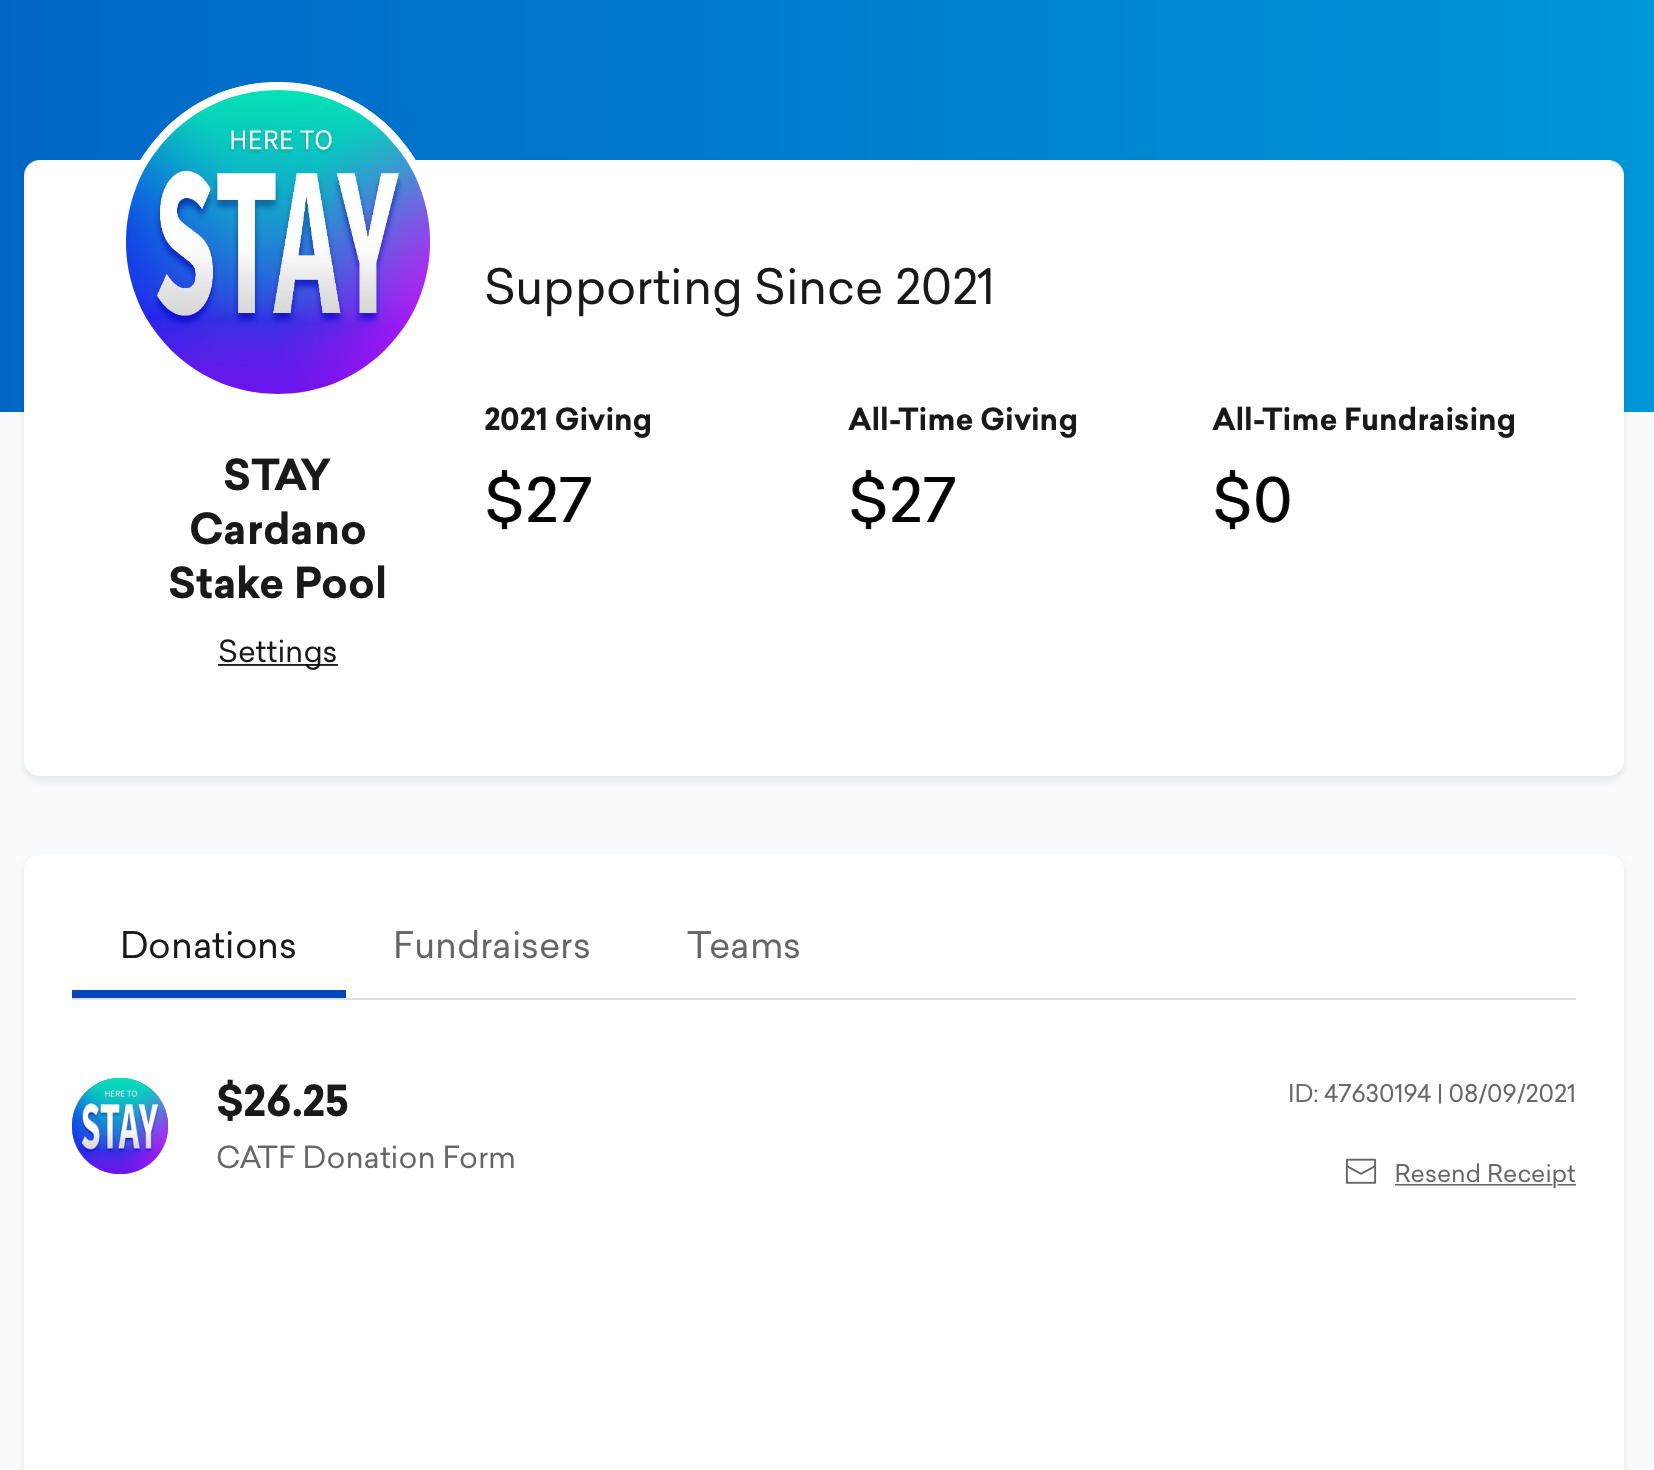 HERE TO
STAY
Supporting Since 2021
STAY
Cardano
Stake Pool
Settings
2021 Giving
$27
All-Time Giving
$27
All-Time Fundraising
$0
Donations
Fundraisers
Teams
HERE TO
STAY
$26.25
CATF Donation Form
ID: 47630194 | 08/09/2021
Resend Receipt